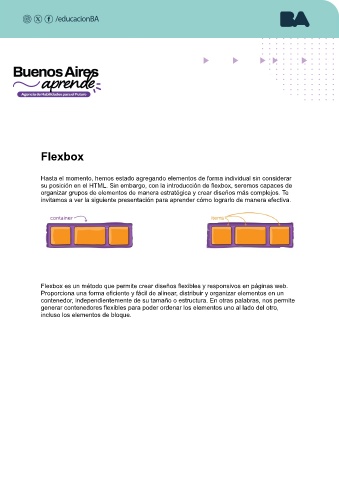 /educacionBA
BA
Buenos Aires
aprende
Agencia de Habilidades para el Futuro
Flexbox
Hasta el momento, hemos estado agregando elementos de forma individual sin considerar
su posición en el HTML. Sin embargo, con la introducción de flexbox, seremos capaces de
organizar grupos de elementos de manera estratégica y crear diseños más complejos. Te
invitamos a ver la siguiente presentación para aprender cómo lograrlo de manera efectiva.
container
items
Flexbox es un método que permite crear diseños flexibles y responsivos en páginas web.
Proporciona una forma eficiente y fácil de alinear, distribuir y organizar elementos en un
contenedor, independientemente de su tamaño o estructura. En otras palabras, nos permite
generar contenedores flexibles para poder ordenar los elementos uno al lado del otro,
incluso los elementos de bloque.